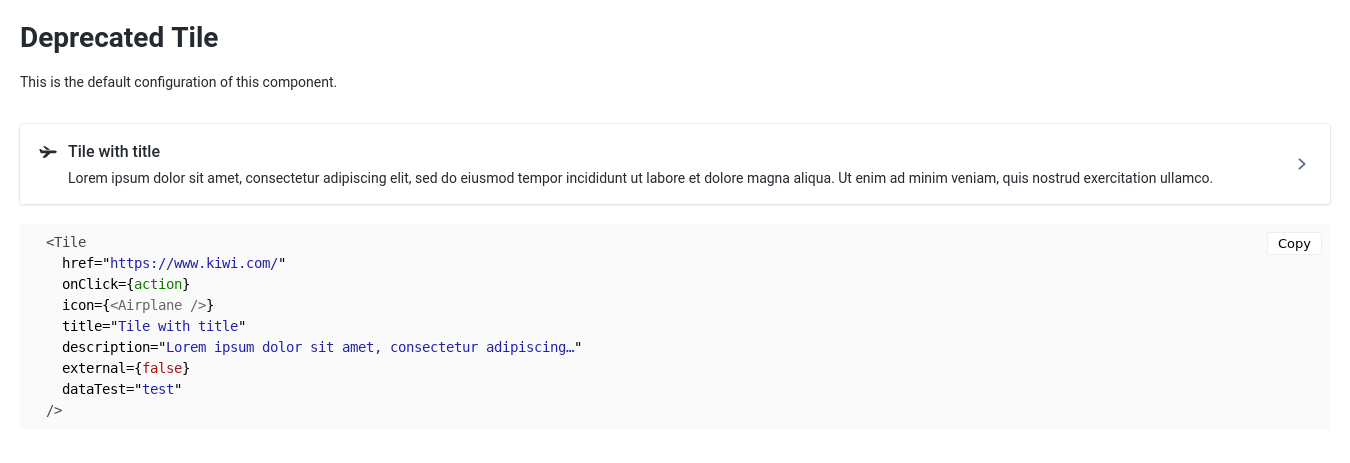 Deprecated Tile
This is the default configuration of this component.
Tile with title
Lorem ipsum dolor sit amet, consectetur adipiscing elit, sed do eiusmod tempor incididunt ut labore et dolore magna aliqua. Ut enim ad minim veniam, quis nostrud exercitation ullamco.
<Tile
Copy
href="https://www.kiwi.com/"
onClick={action}
icon={<Airplane />}
title="Tile with title"
description="Lorem ipsum dolor sit amet, consectetur adipiscing…"
external={false}
dataTest="test"
/>